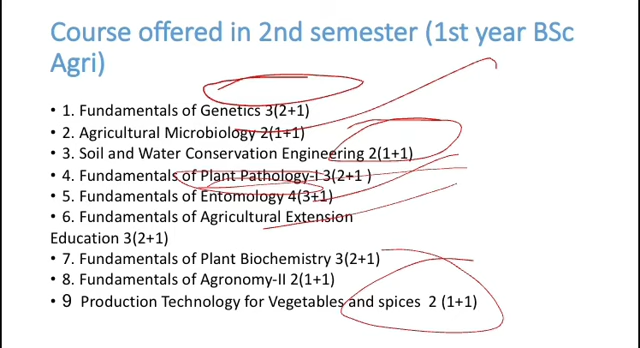 Course offered in 2nd semester (1st year BSc
Agri)
• 1. Fundamentals of Genetics 3(2+1)
• 2. Agricultural Microbiology 2(1+1)
• 3. Soil and Water Conservation Engineering 2(1+1)
• 4. Fundamentals of Plant Pathology-I 3(2+1 )
• 5. Fundamentals of Entomology 4(3+1)
• 6. Fundamentals of Agricultural Extension
Education 3(2+1)
• 7. Fundamentals of Plant Biochemistry 3(2+1)
• 8. Fundamentals of Agronomy-II 2(1+1)
• 9 Production Technology for Vegetables and spices 2 (1+1)